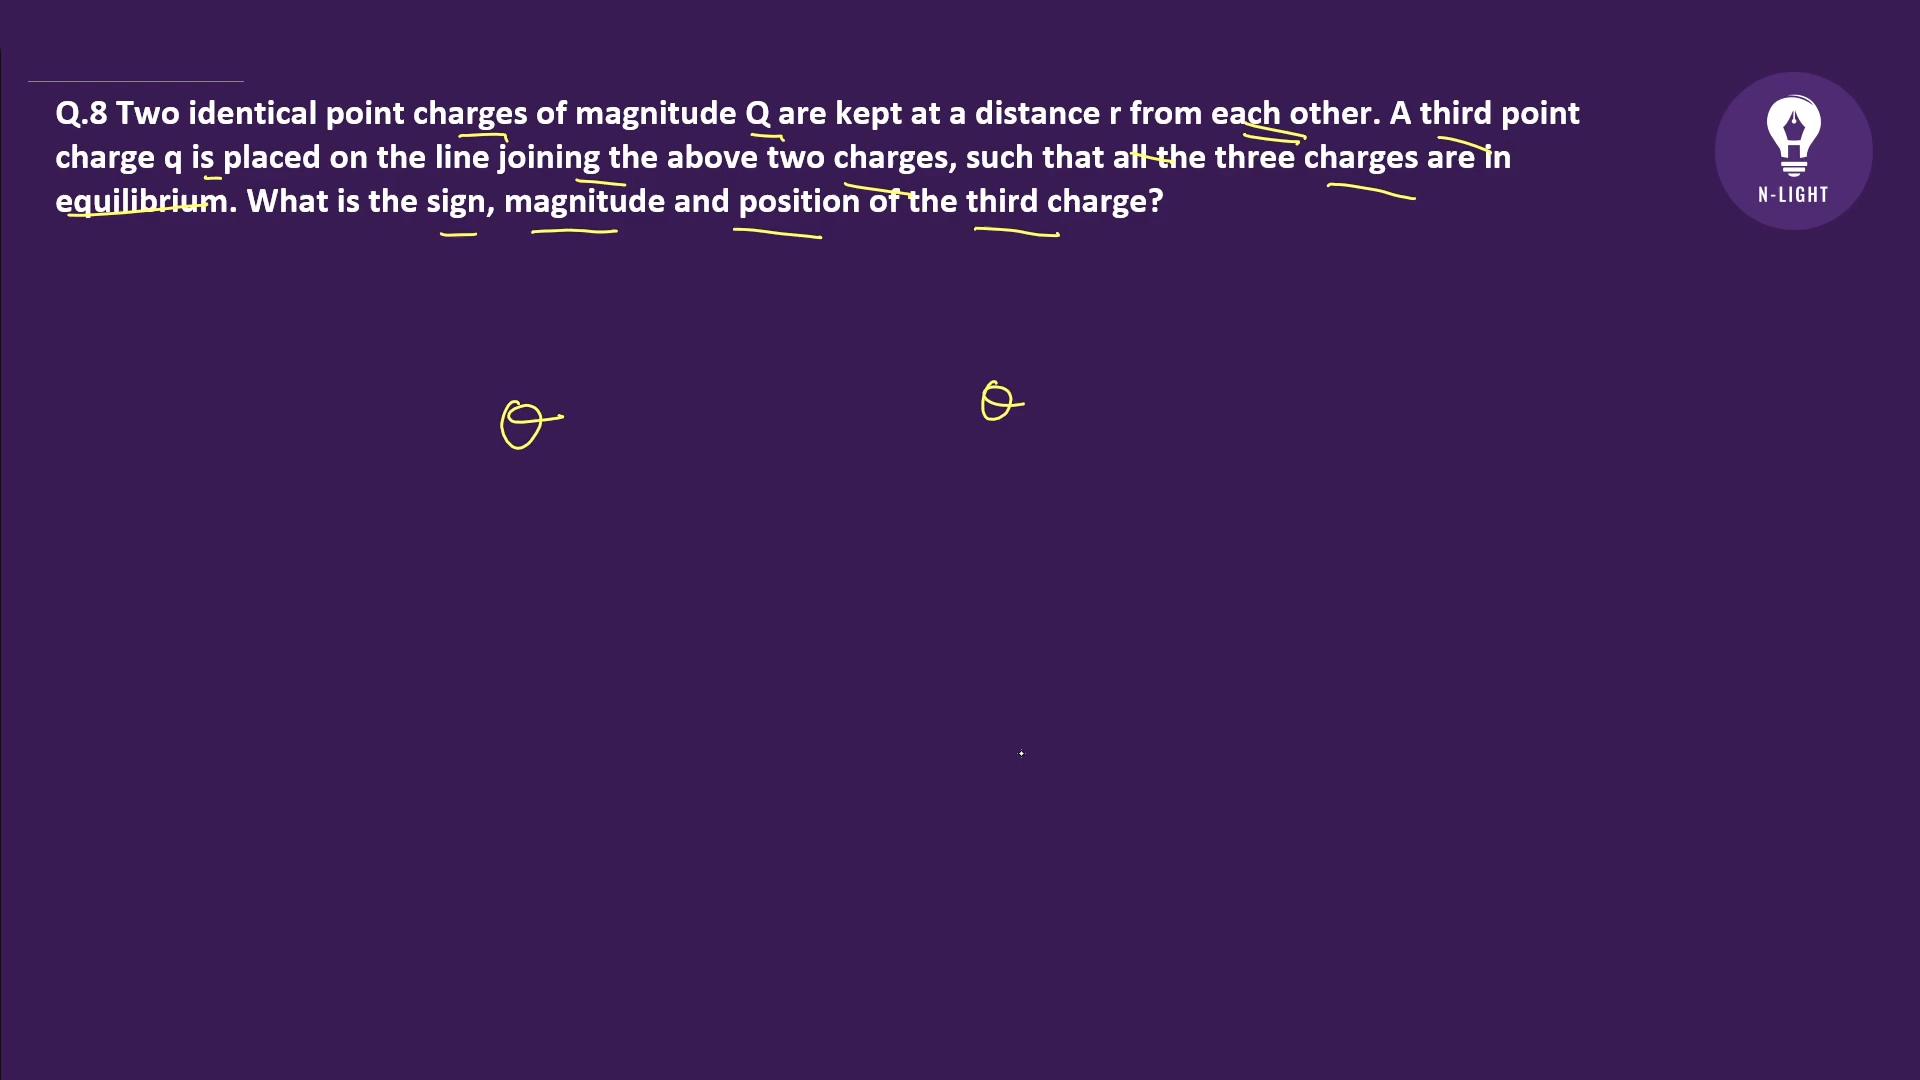 Q.8 Two identical point charges of magnitude Q are kept at a distance r from each other. A third point
charge q is placed on the line joining the above two charges, such that all the three charges are in
equilibrium. What is the sign, magnitude and position of the third charge?
N-LIGHT
Q
Q